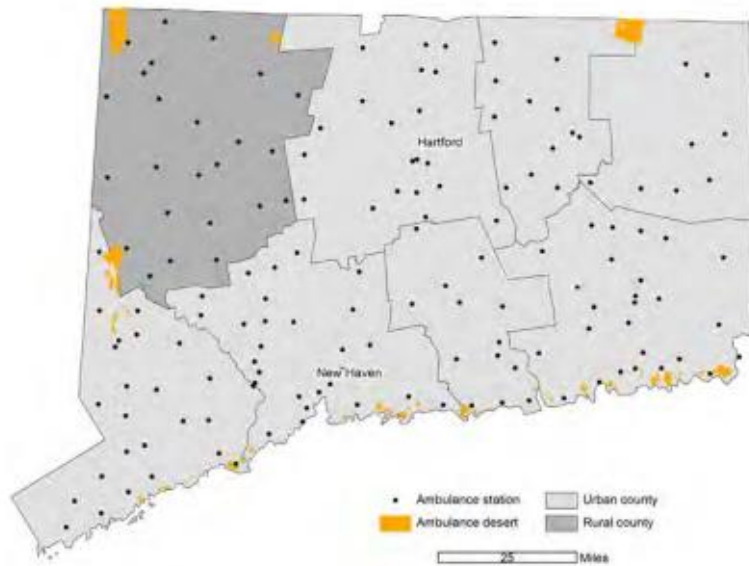 Hartford
New Haven
Ambulance station
Urban county
Ambulance desert
Rural county
25
Miles